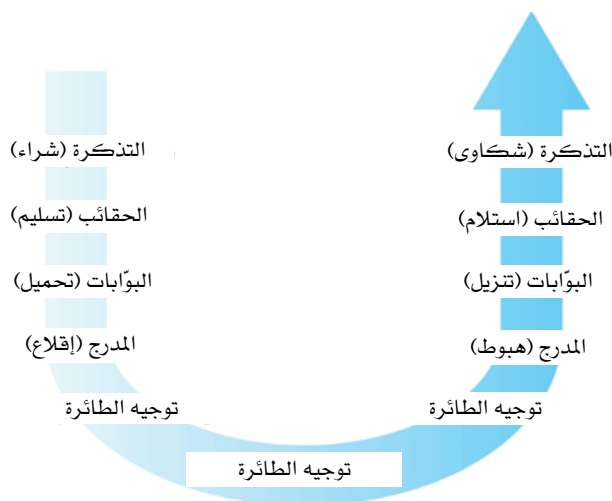 التذكرة (شراء)
الحقائب (تسليم)
البوّابات (تحميل)
المدرج (إقلاع)
توجيه الطائرة
توجيه الطائرة
توجيه الطائرة
المدرج (هبوط)
البوّابات (تنزيل)
الحقائب (استلام)
التذكرة (شكاوى)